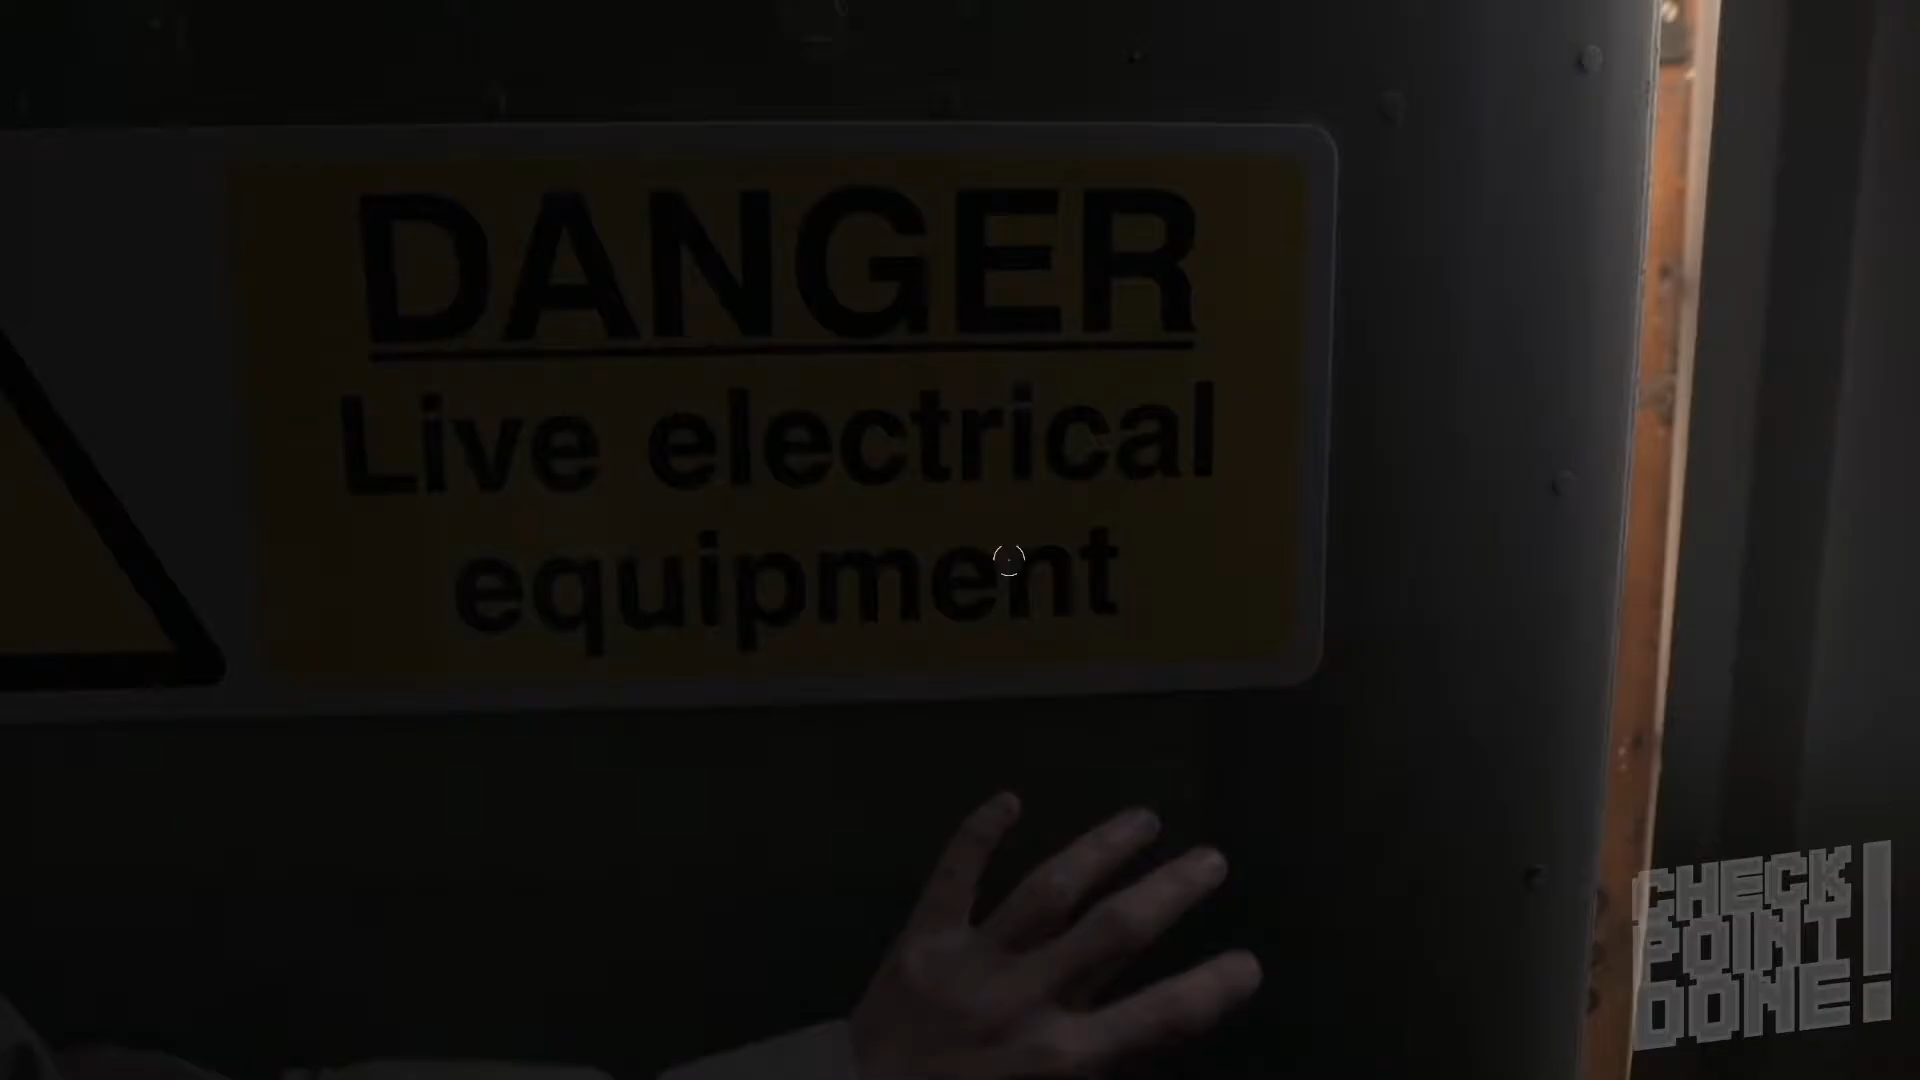 DANGER
Live electrical
equipment
CHECK
POINT
DONE!